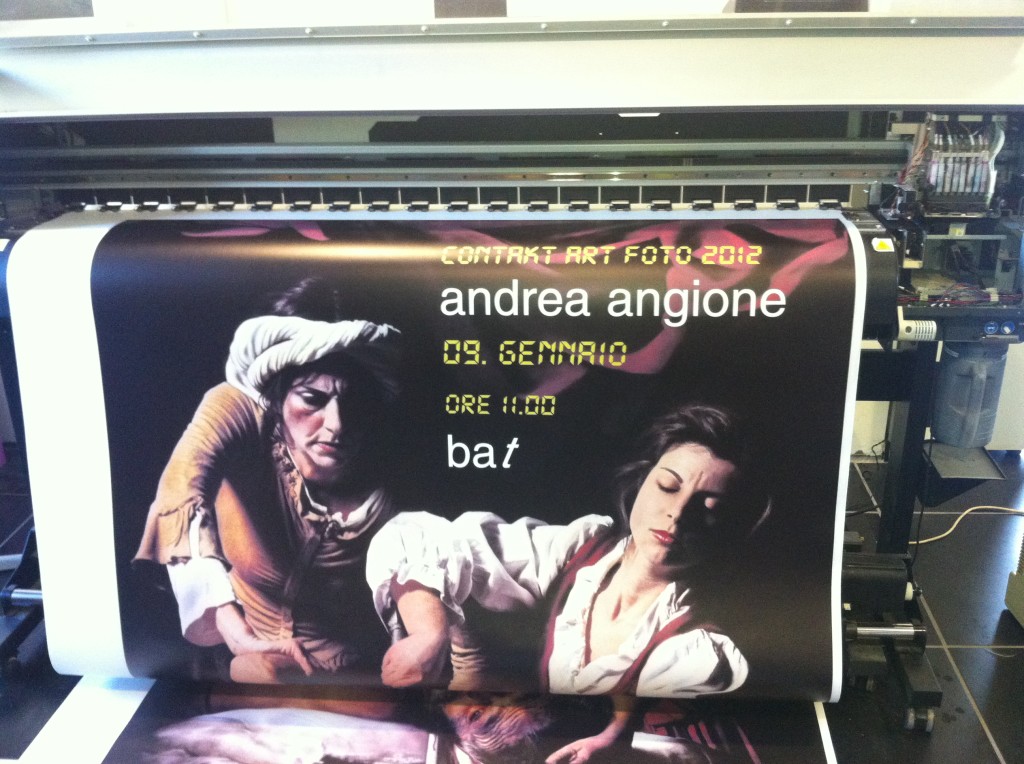 CONTAKT ART FOTO 2012
andrea angione
09. GENNAIO
ORE 11.00
bat